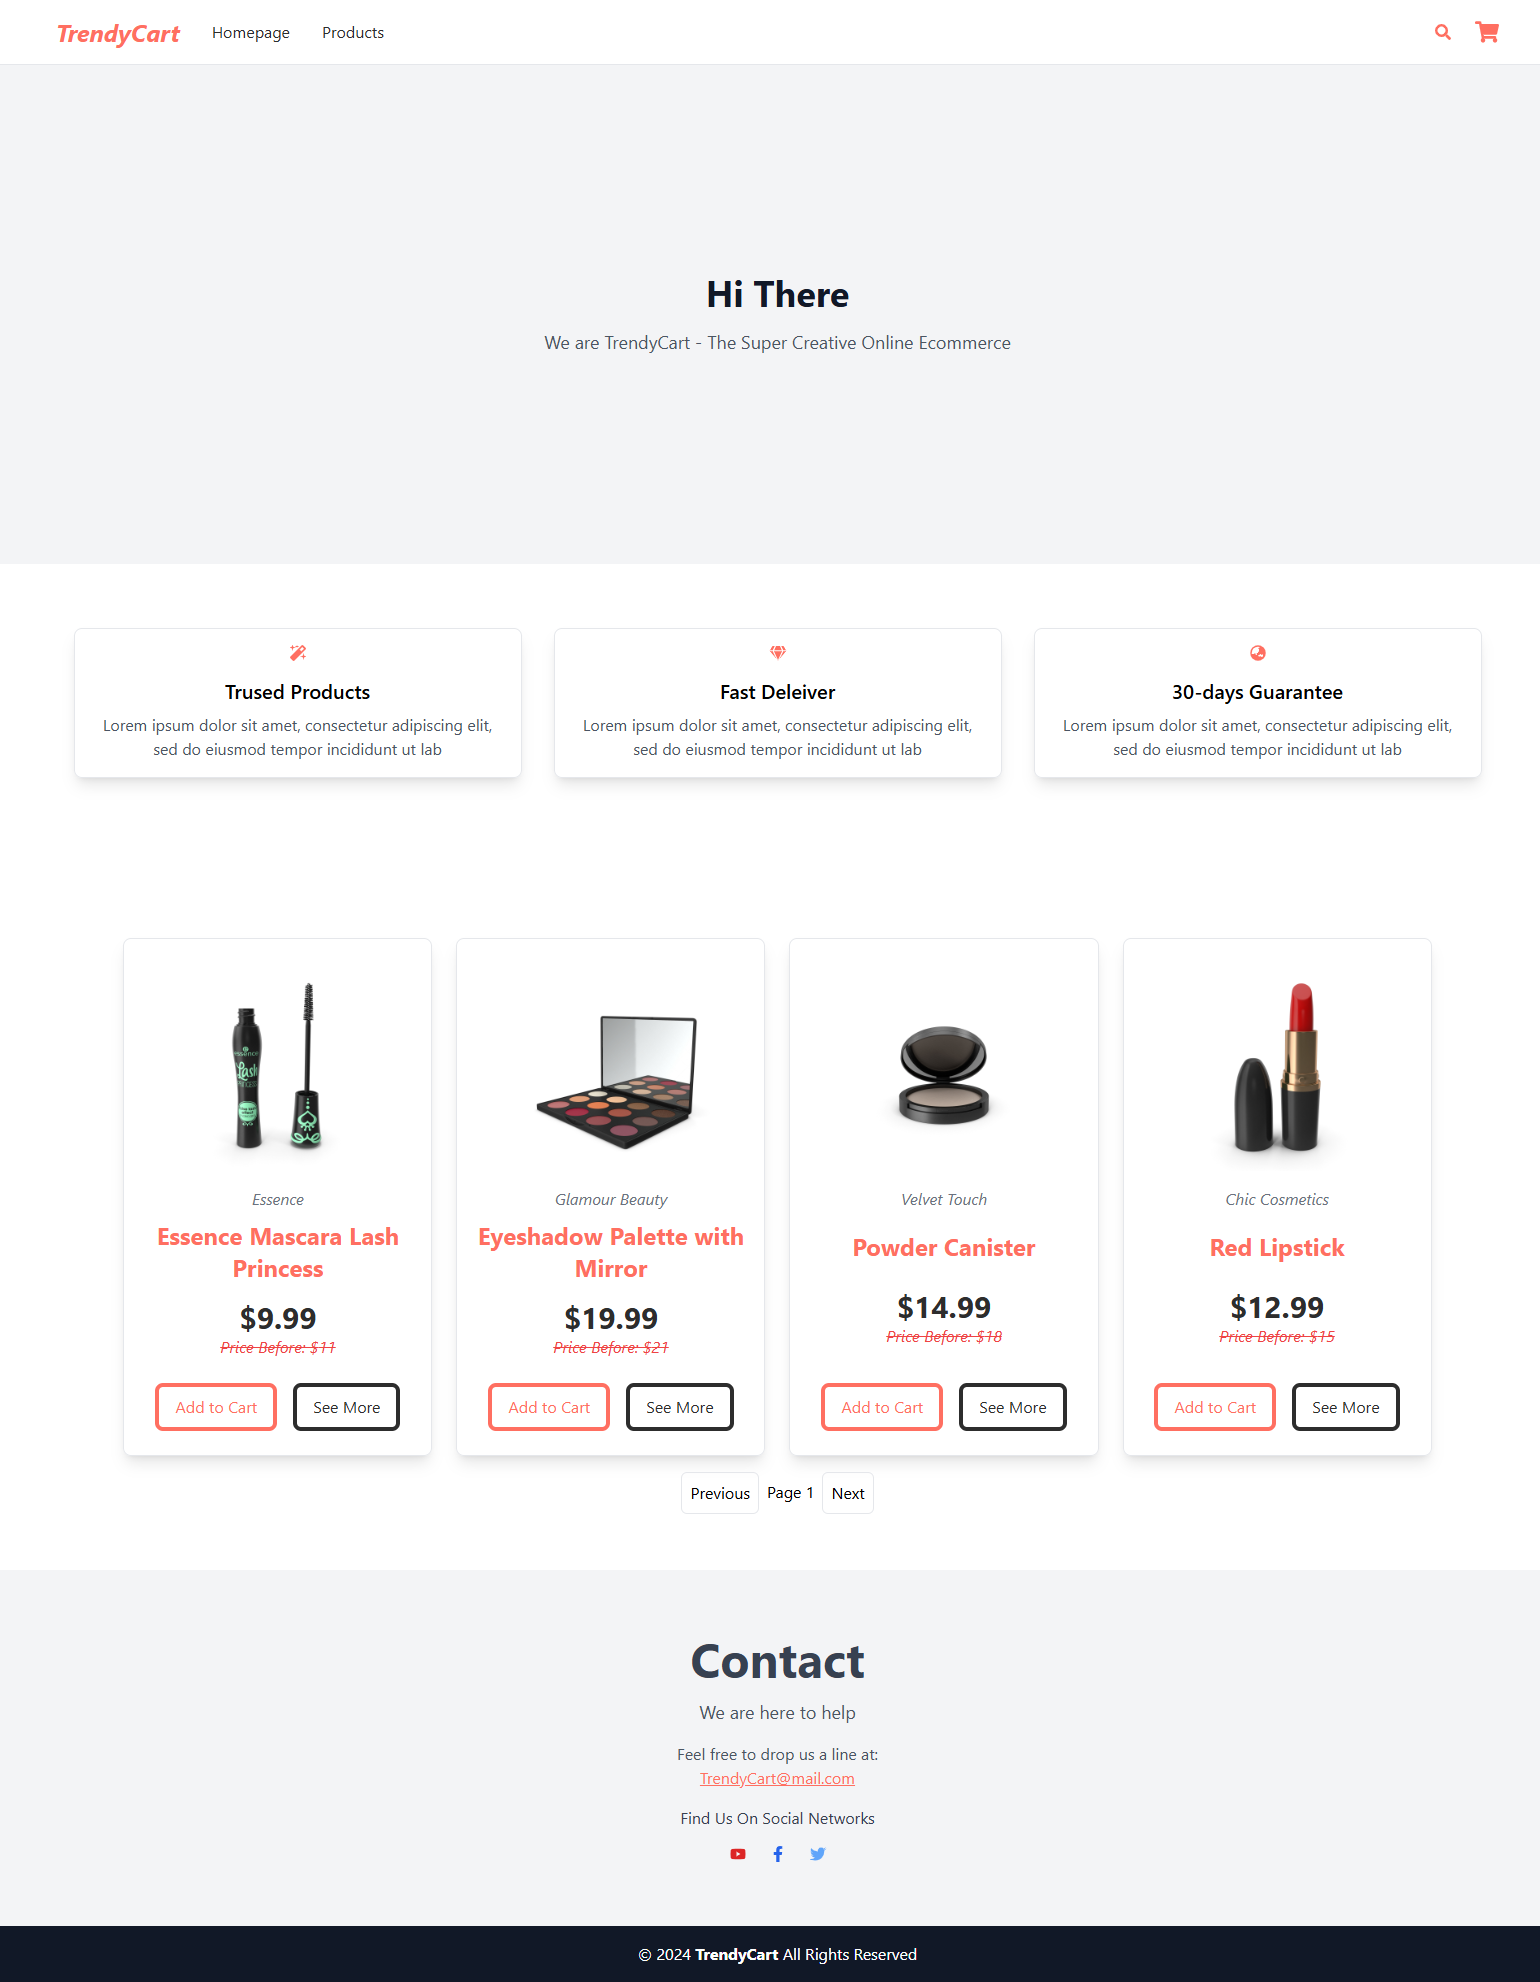 TrendyCart Homepage Products
Hi There
We are TrendyCart - The Super Creative Online Ecommerce
Trused Products
Lorem ipsum dolor sit amet, consectetur adipiscing elit,
sed do eiusmod tempor incididunt ut lab
Fast Deleiver
Lorem ipsum dolor sit amet, consectetur adipiscing elit,
sed do eiusmod tempor incididunt ut lab
30-days Guarantee
Lorem ipsum dolor sit amet, consectetur adipiscing elit,
sed do eiusmod tempor incididunt ut lab
essence
Lash
Essence
Essence Mascara Lash
Princess
$9.99
Price Before: $11
Add to Cart See More
Glamour Beauty
Eyeshadow Palette with
Mirror
$19.99
Price Before: $21
Add to Cart See More
Velvet Touch
Powder Canister
$14.99
Price Before: $18
Add to Cart See More
Chic Cosmetics
Red Lipstick
$12.99
Price Before: $15
Add to Cart See More
Previous Page 1 Next
Contact
We are here to help
Feel free to drop us a line at:
TrendyCart@mail.com
Find Us On Social Networks
© 2024 TrendyCart All Rights Reserved